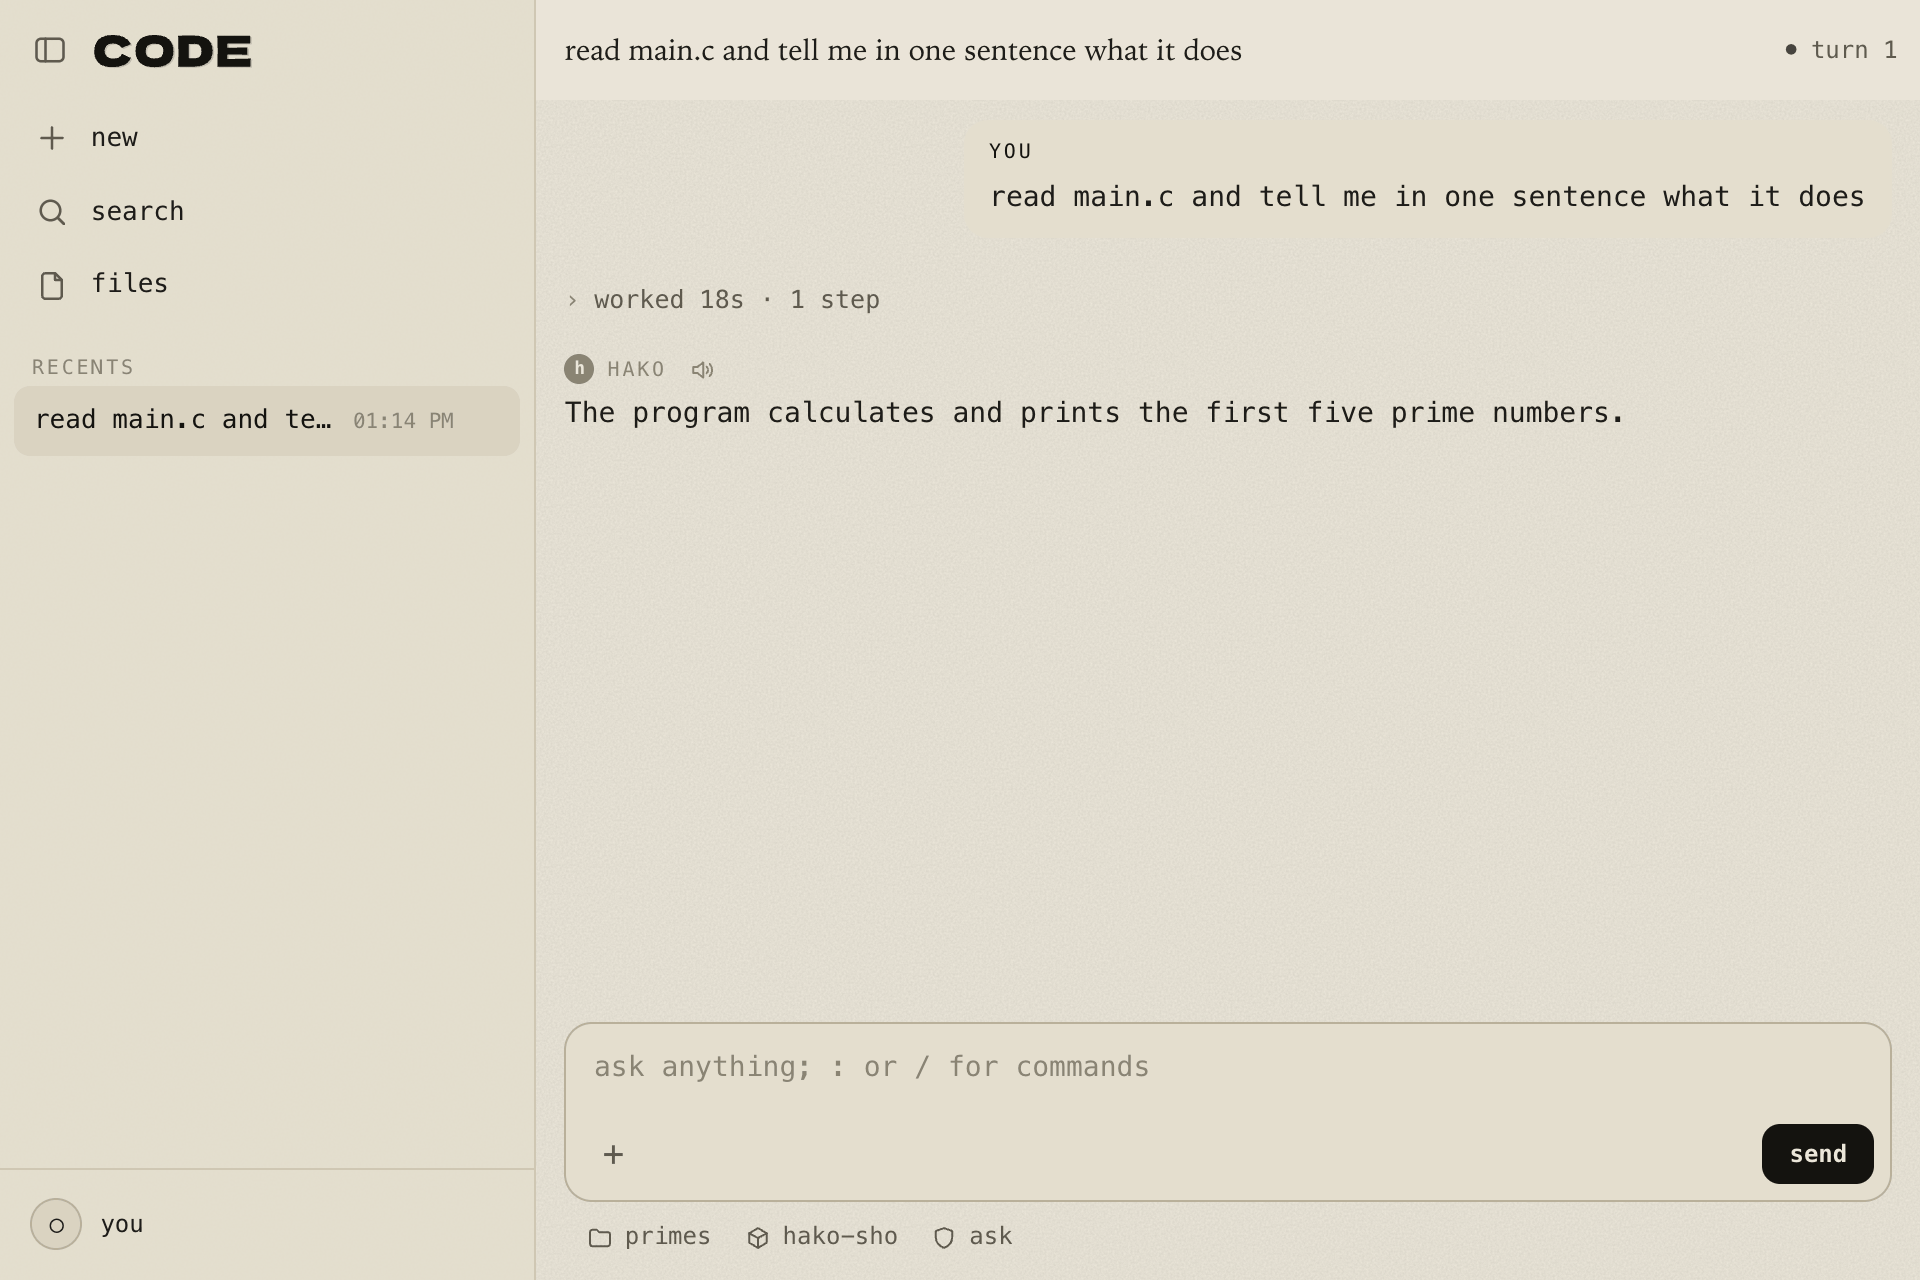 CODE
new
search
files
RECENTS
read main.c and te… 01:14 PM
you
read main.c and tell me in one sentence what it does
turn 1
YOU
read main.c and tell me in one sentence what it does
› worked 18s · 1 step
h HAKO
The program calculates and prints the first five prime numbers.
ask anything; : or / for commands
send
primes hako-sho ask